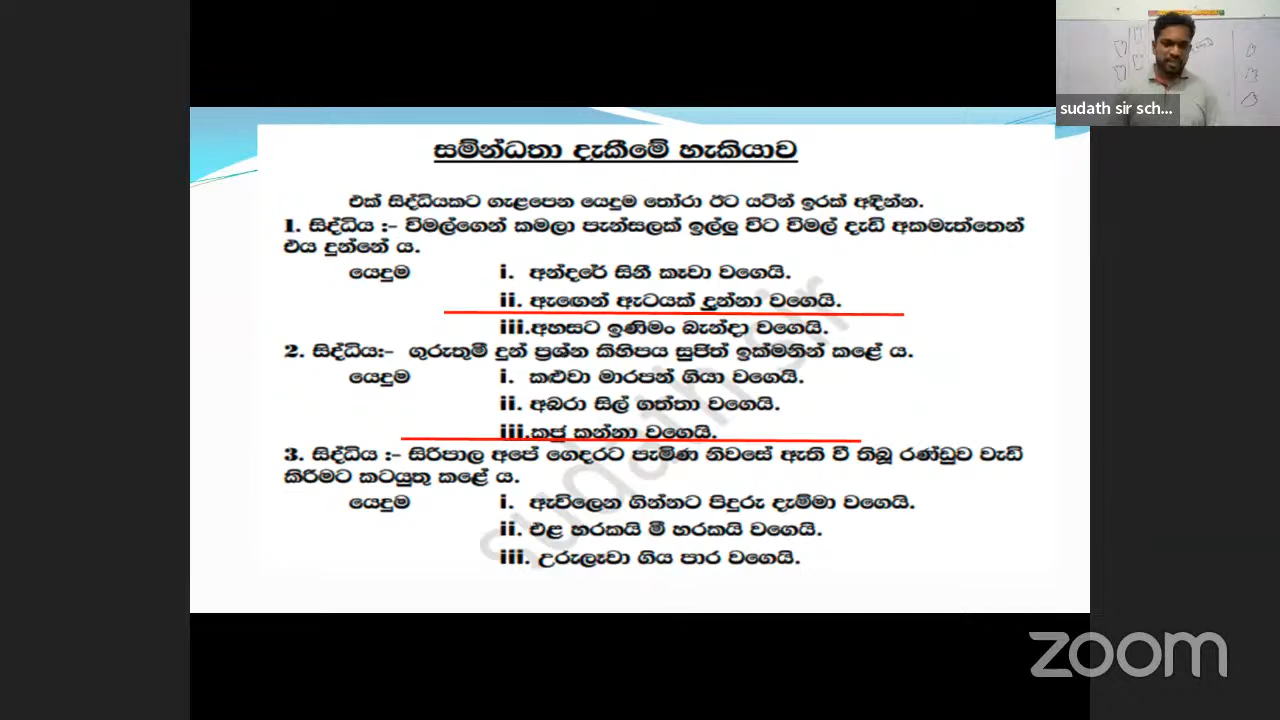 sudath sir sch...
සම්න්ධතා දැකීමේ හැකියාව
එක් සිද්ධියකට ගැළපෙන යෙදුම තෝරා ඊට යටින් ඉරක් අඳින්න.
1. සිද්ධිය :- විමල්ගෙන් කමලා පැන්සලක් ඉල්ලු විට විමල් දැඩි අකමැත්තෙන්
එය දුන්නේ ය.
යෙදුම i. අන්දරේ සීනි කෑවා වගෙයි.
ii. ඇඟෙන් ඇටයක් දුන්නා වගෙයි.
iii.අහසට ඉණිමං බැන්දා වගෙයි.
2. සිද්ධිය:- ගුරුතුමී දුන් ප්‍රශ්න කිහිපය සුජිත් ඉක්මනින් කළේ ය.
යෙදුම i. කළුවා මාරපන් ගියා වගෙයි.
ii. අබරා සිල් ගත්තා වගෙයි.
iii.කජු කන්නා වගෙයි.
3. සිද්ධිය :- සිරිපාල අපේ ගෙදරට පැමිණ නිවසේ ඇති වී තිබූ රණ්ඩුව වැඩි
කිරීමට කටයුතු කළේ ය.
යෙදුම i. ඇවිලෙන ගින්නට පිදුරු දැම්මා වගෙයි.
ii. එළ හරකයි මී හරකයි වගෙයි.
iii. උරුලෑවා ගිය පාර වගෙයි.
sudath sir
zoom